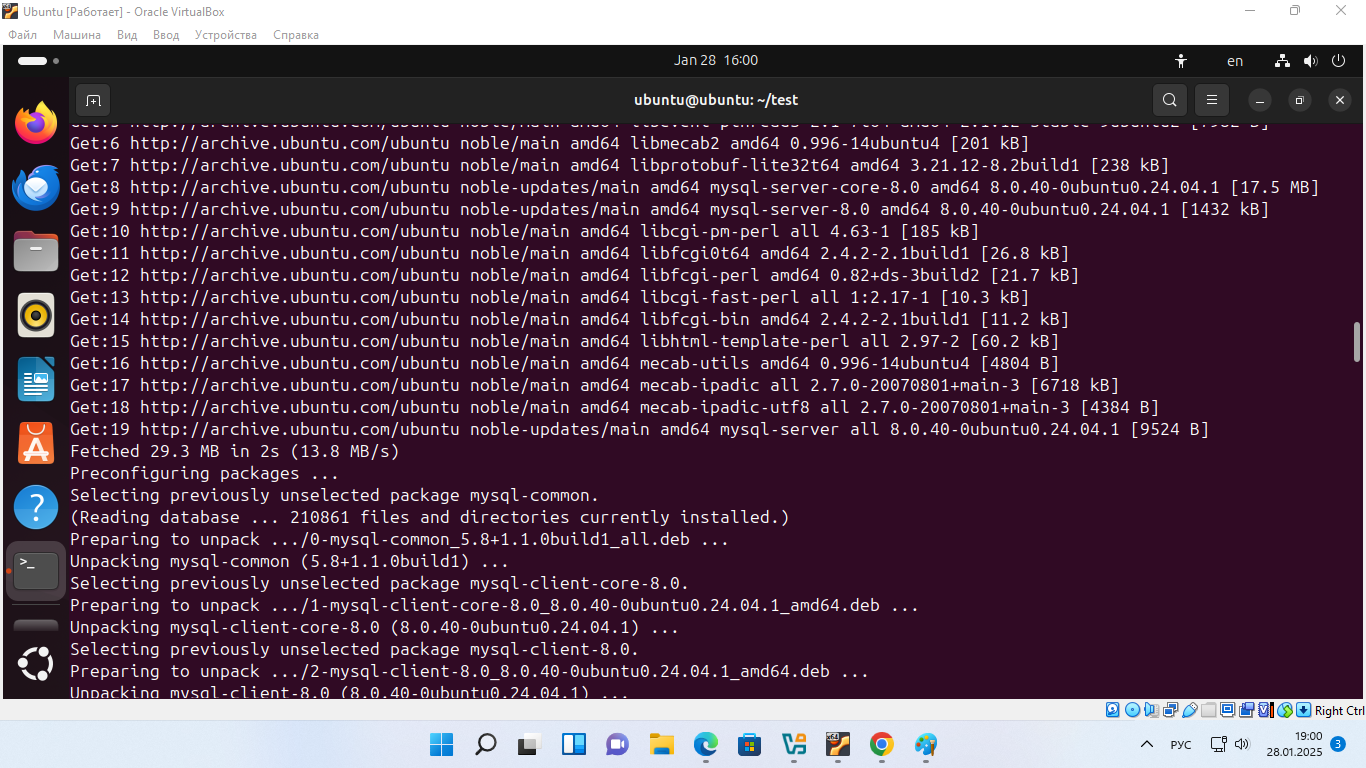 Ubuntu [Работает] - Oracle VirtualBox
Файл Машина Вид Ввод Устройства Справка
Jan 28 16:00
en
ubuntu@ubuntu: ~/test
Get:6 http://archive.ubuntu.com/ubuntu noble/main amd64 libmecab2 amd64 0.996-14ubuntu4 [201 kB]
Get:7 http://archive.ubuntu.com/ubuntu noble/main amd64 libprotobuf-lite32t64 amd64 3.21.12-8.2build1 [238 kB]
Get:8 http://archive.ubuntu.com/ubuntu noble-updates/main amd64 mysql-server-core-8.0 amd64 8.0.40-0ubuntu0.24.04.1 [17.5 MB]
Get:9 http://archive.ubuntu.com/ubuntu noble-updates/main amd64 mysql-server-8.0 amd64 8.0.40-0ubuntu0.24.04.1 [1432 kB]
Get:10 http://archive.ubuntu.com/ubuntu noble/main amd64 libcgi-pm-perl all 4.63-1 [185 kB]
Get:11 http://archive.ubuntu.com/ubuntu noble/main amd64 libfcgi0t64 amd64 2.4.2-2.1build1 [26.8 kB]
Get:12 http://archive.ubuntu.com/ubuntu noble/main amd64 libfcgi-perl amd64 0.82+ds-3build2 [21.7 kB]
Get:13 http://archive.ubuntu.com/ubuntu noble/main amd64 libcgi-fast-perl all 1:2.17-1 [10.3 kB]
Get:14 http://archive.ubuntu.com/ubuntu noble/main amd64 libfcgi-bin amd64 2.4.2-2.1build1 [11.2 kB]
Get:15 http://archive.ubuntu.com/ubuntu noble/main amd64 libhtml-template-perl all 2.97-2 [60.2 kB]
Get:16 http://archive.ubuntu.com/ubuntu noble/main amd64 mecab-utils amd64 0.996-14ubuntu4 [4804 B]
Get:17 http://archive.ubuntu.com/ubuntu noble/main amd64 mecab-ipadic all 2.7.0-20070801+main-3 [6718 kB]
Get:18 http://archive.ubuntu.com/ubuntu noble/main amd64 mecab-ipadic-utf8 all 2.7.0-20070801+main-3 [4384 B]
Get:19 http://archive.ubuntu.com/ubuntu noble-updates/main amd64 mysql-server all 8.0.40-0ubuntu0.24.04.1 [9524 B]
Fetched 29.3 MB in 2s (13.8 MB/s)
Preconfiguring packages ...
Selecting previously unselected package mysql-common.
(Reading database ... 210861 files and directories currently installed.)
Preparing to unpack .../0-mysql-common_5.8+1.1.0build1_all.deb ...
Unpacking mysql-common (5.8+1.1.0build1) ...
Selecting previously unselected package mysql-client-core-8.0.
Preparing to unpack .../1-mysql-client-core-8.0_8.0.40-0ubuntu0.24.04.1_amd64.deb ...
Unpacking mysql-client-core-8.0 (8.0.40-0ubuntu0.24.04.1) ...
Selecting previously unselected package mysql-client-8.0.
Preparing to unpack .../2-mysql-client-8.0_8.0.40-0ubuntu0.24.04.1_amd64.deb ...
Unpacking mysql-client-8.0 (8.0.40-0ubuntu0.24.04.1) ...
Right Ctrl
x64
РУС
19:00
28.01.2025
3